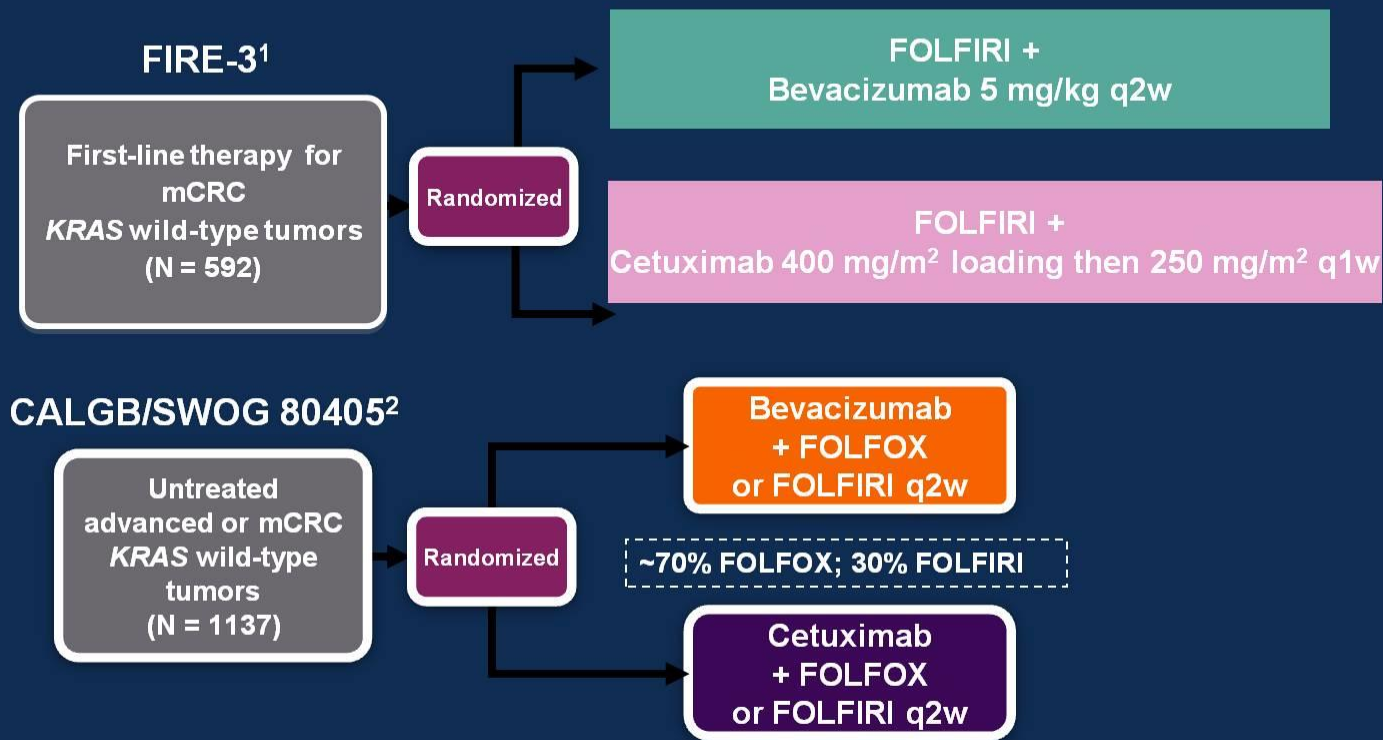 FIRE-3¹
First-line therapy for
mCRC
KRAS wild-type tumors
(N = 592)
Randomized
FOLFIRI +
Bevacizumab 5 mg/kg q2w
FOLFIRI +
Cetuximab 400 mg/m² loading then 250 mg/m² q1w
CALGB/SWOG 80405²
Untreated
advanced or mCRC
KRAS wild-type
tumors
(N = 1137)
Randomized
Bevacizumab
+ FOLFOX
or FOLFIRI q2w
~70% FOLFOX; 30% FOLFIRI
Cetuximab
+ FOLFOX
or FOLFIRI q2w